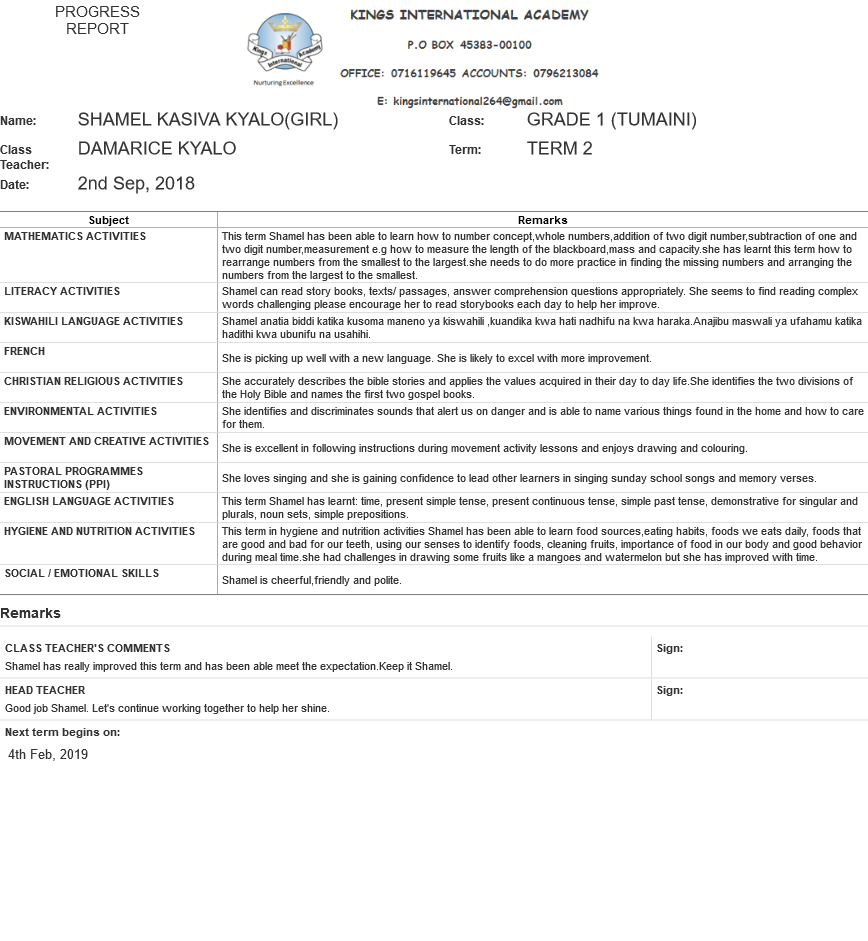 PROGRESS
REPORT
KINGS INTERNATIONAL ACADEMY
P.O BOX 45383-00100
Kings International Academy
Nurturing Excellence
OFFICE: 0716119645 ACCOUNTS: 0796213084
E: kingsinternational264@gmail.com
Name: SHAMEL KASIVA KYALO(GIRL) Class: GRADE 1 (TUMAINI)
Class Teacher: DAMARICE KYALO Term: TERM 2
Date: 2nd Sep, 2018
Subject Remarks
MATHEMATICS ACTIVITIES This term Shamel has been able to learn how to number concept,whole numbers,addition of two digit number,subtraction of one and
two digit number,measurement e.g how to measure the length of the blackboard,mass and capacity.she has learnt this term how to
rearrange numbers from the smallest to the largest.she needs to do more practice in finding the missing numbers and arranging the
numbers from the largest to the smallest.
LITERACY ACTIVITIES Shamel can read story books, texts/ passages, answer comprehension questions appropriately. She seems to find reading complex
words challenging please encourage her to read storybooks each day to help her improve.
KISWAHILI LANGUAGE ACTIVITIES Shamel anatia biddi katika kusoma maneno ya kiswahili ,kuandika kwa hati nadhifu na kwa haraka.Anajibu maswali ya ufahamu katika
hadithi kwa ubunifu na usahihi.
FRENCH She is picking up well with a new language. She is likely to excel with more improvement.
CHRISTIAN RELIGIOUS ACTIVITIES She accurately describes the bible stories and applies the values acquired in their day to day life.She identifies the two divisions of
the Holy Bible and names the first two gospel books.
ENVIRONMENTAL ACTIVITIES She identifies and discriminates sounds that alert us on danger and is able to name various things found in the home and how to care
for them.
MOVEMENT AND CREATIVE ACTIVITIES She is excellent in following instructions during movement activity lessons and enjoys drawing and colouring.
PASTORAL PROGRAMMES
INSTRUCTIONS (PPI) She loves singing and she is gaining confidence to lead other learners in singing sunday school songs and memory verses.
ENGLISH LANGUAGE ACTIVITIES This term Shamel has learnt: time, present simple tense, present continuous tense, simple past tense, demonstrative for singular and
plurals, noun sets, simple prepositions.
HYGIENE AND NUTRITION ACTIVITIES This term in hygiene and nutrition activities Shamel has been able to learn food sources,eating habits, foods we eats daily, foods that
are good and bad for our teeth, using our senses to identify foods, cleaning fruits, importance of food in our body and good behavior
during meal time.she had challenges in drawing some fruits like a mangoes and watermelon but she has improved with time.
SOCIAL / EMOTIONAL SKILLS Shamel is cheerful,friendly and polite.
Remarks
CLASS TEACHER'S COMMENTS Sign:
Shamel has really improved this term and has been able meet the expectation.Keep it Shamel.
HEAD TEACHER Sign:
Good job Shamel. Let's continue working together to help her shine.
Next term begins on:
4th Feb, 2019